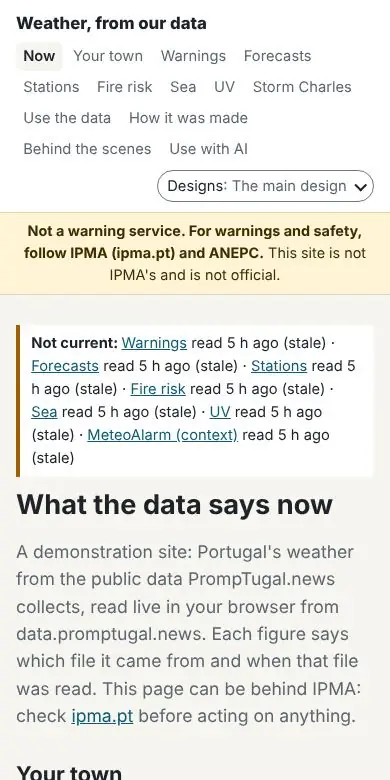 Weather, from our data
Now Your town Warnings Forecasts
Stations Fire risk Sea UV Storm Charles
Use the data How it was made
Behind the scenes Use with AI
Designs: The main design
Not a warning service. For warnings and safety,
follow IPMA (ipma.pt) and ANEPC. This site is not
IPMA's and is not official.
Not current: Warnings read 5 h ago (stale) ·
Forecasts read 5 h ago (stale) · Stations read 5
h ago (stale) · Fire risk read 5 h ago (stale) ·
Sea read 5 h ago (stale) · UV read 5 h ago
(stale) · MeteoAlarm (context) read 5 h ago
(stale)
What the data says now
A demonstration site: Portugal's weather
from the public data PrompTugal.news
collects, read live in your browser from
data.promptugal.news. Each figure says
which file it came from and when that file
was read. This page can be behind IPMA:
check ipma.pt before acting on anything.
Your town